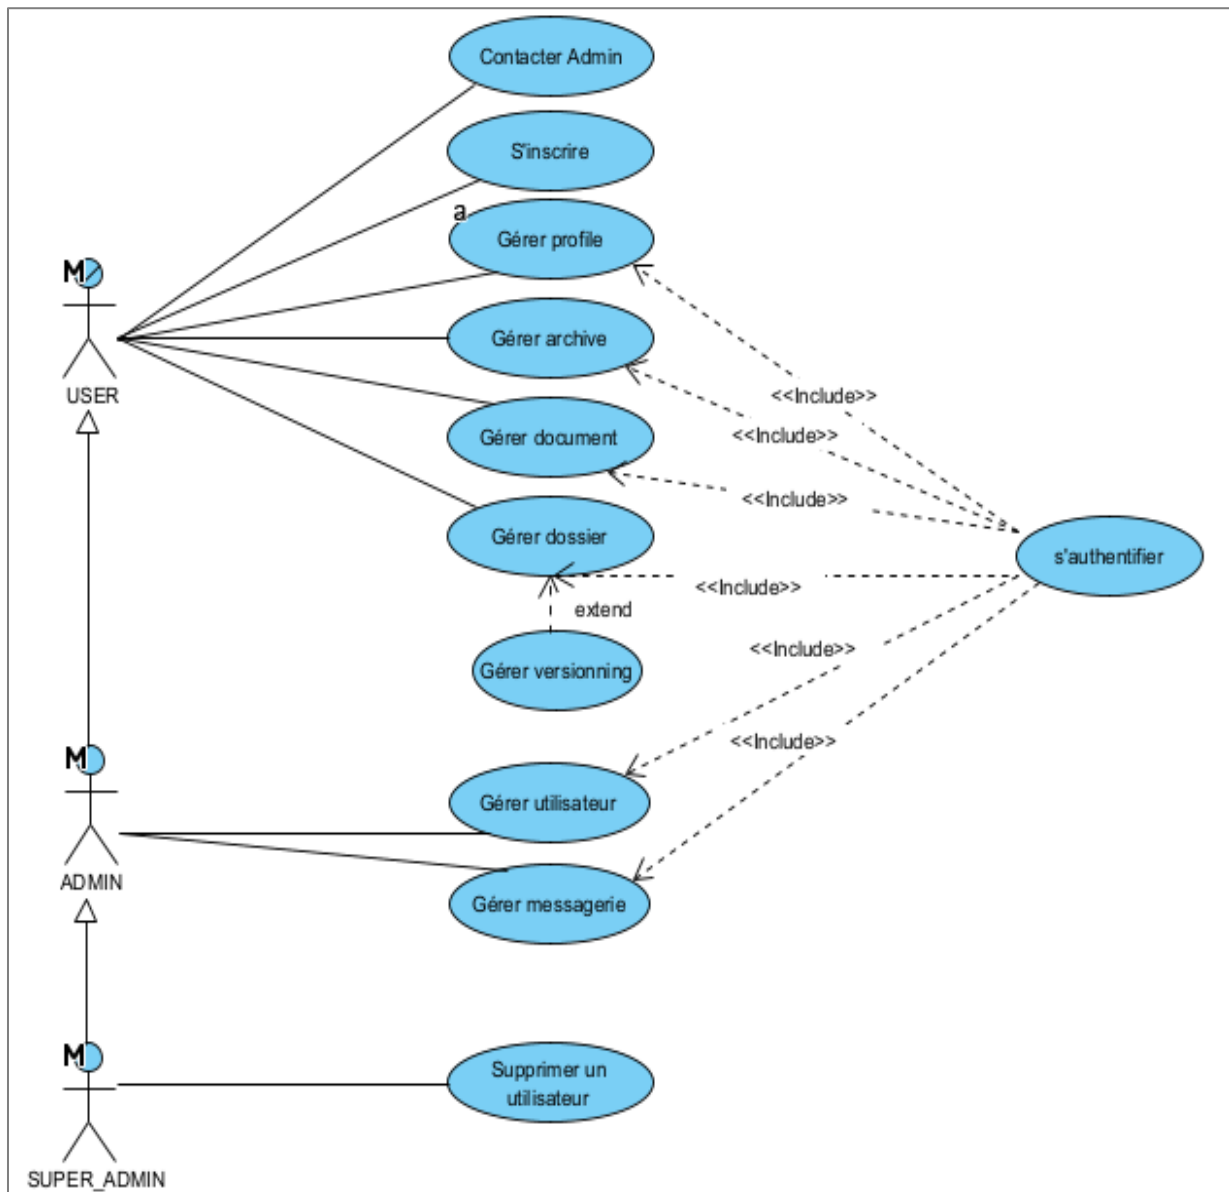 Contacter Admin
S'inscrire
a
Gérer profile
M
USER
Gérer archive
<<Include>>
<<Include>>
Gérer document
<<Include>>
Gérer dossier
s'authentifier
<<Include>>
extend
<<Include>>
Gérer versionning
<<Include>>
M
ADMIN
Gérer utilisateur
Gérer messagerie
M
SUPER_ADMIN
Supprimer un
utilisateur